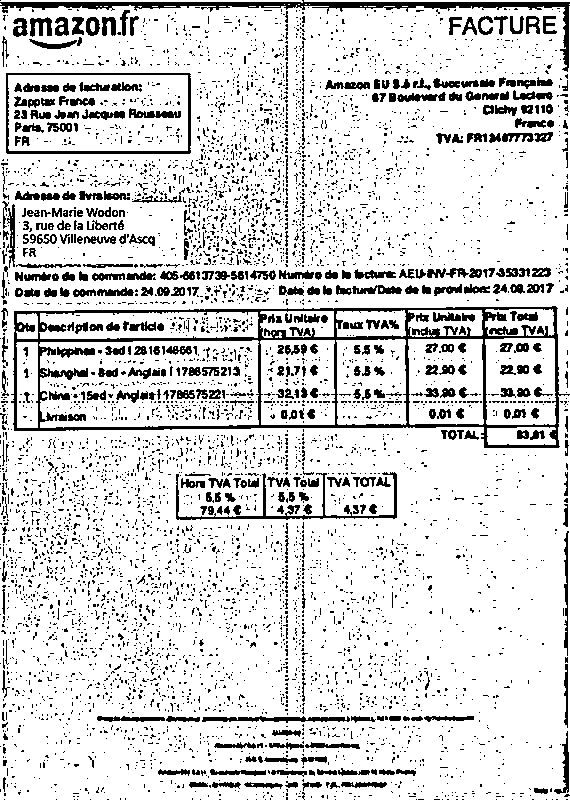 amazon.fr
FACTURE
Adresse de facturation:
Zapptax France
23 Rue Jean Jacques Rousseau
Paris, 75001
FR
Amazon EU S.à r.l., Succursale Française
67 Boulevard du General Leclerc
Clichy 92110
France
TVA: FR12487773327
Adresse de livraison:
Jean-Marie Wodon
3, rue de la Liberté
59650 Villeneuve d'Ascq
FR
Numéro de la commande: 405-6613739-5614750 Numéro de la facture: AEU-INV-FR-2017-35331223
Date de la commande: 24.09.2017 Date de la facture/Date de la provision: 24.09.2017
Qte Description de l'article Prix Unitaire (hors TVA) Taux TVA% Prix Unitaire (inclus TVA) Prix Total (inclus TVA)
1 Philippines - 3ed | 2816148661 25,59 € 5,5 % 27,00 € 27,00 €
1 Shanghai - 8ed - Anglais | 1786575213 21,71 € 5,5 % 22,90 € 22,90 €
1 China - 15ed - Anglais | 1786575221 32,13 € 5,5 % 33,90 € 33,90 €
Livraison 0,01 € 0,01 € 0,01 €
TOTAL: 83,81 €
Hors TVA Total TVA Total TVA TOTAL
5,5 % 5,5 %
79,44 € 4,37 € 4,37 €